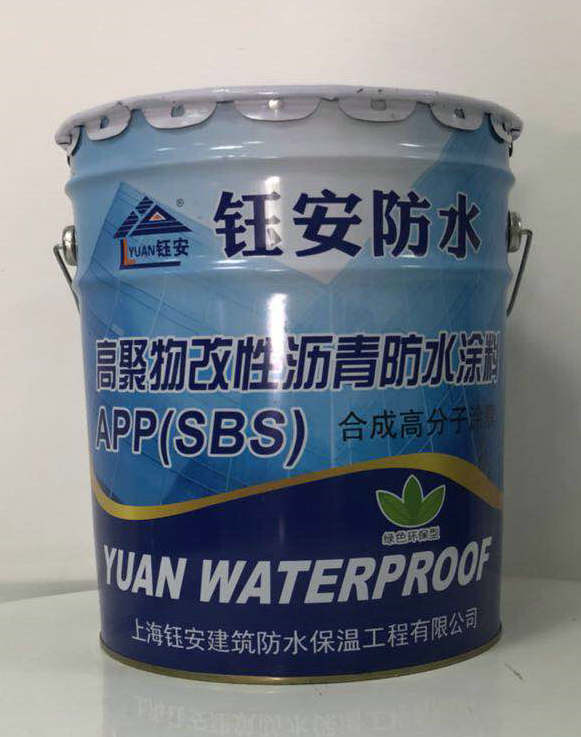 YUAN钰安
®
钰安防水
高聚物改性沥青防水涂料
APP(SBS) 合成高分子涂膜
绿色环保型
YUAN WATERPROOF
上海钰安建筑防水保温工程有限公司